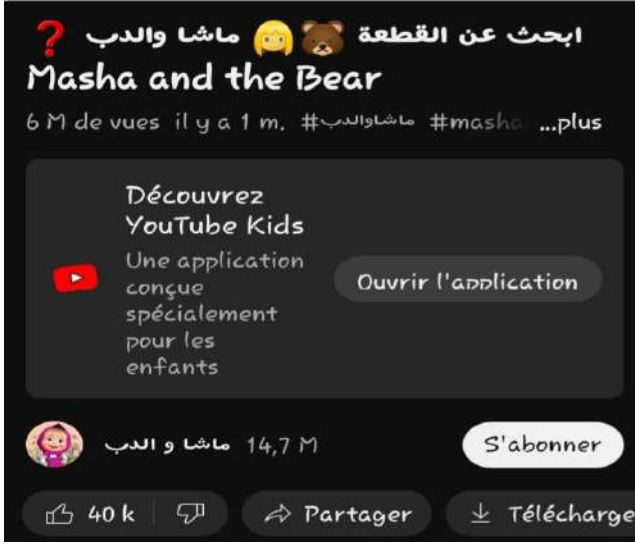 ابحث عن القطعة 🐻👱‍♀️ ماشا والدب ❓
Masha and the Bear
6 M de vues il y a 1 m. #ماشاوالدب #masha ...plus
Découvrez
YouTube Kids
Une application
conçue
spécialement
pour les
enfants
Ouvrir l'application
ماشا و الدب 14,7 M
S'abonner
40 k
Partager
Télécharge